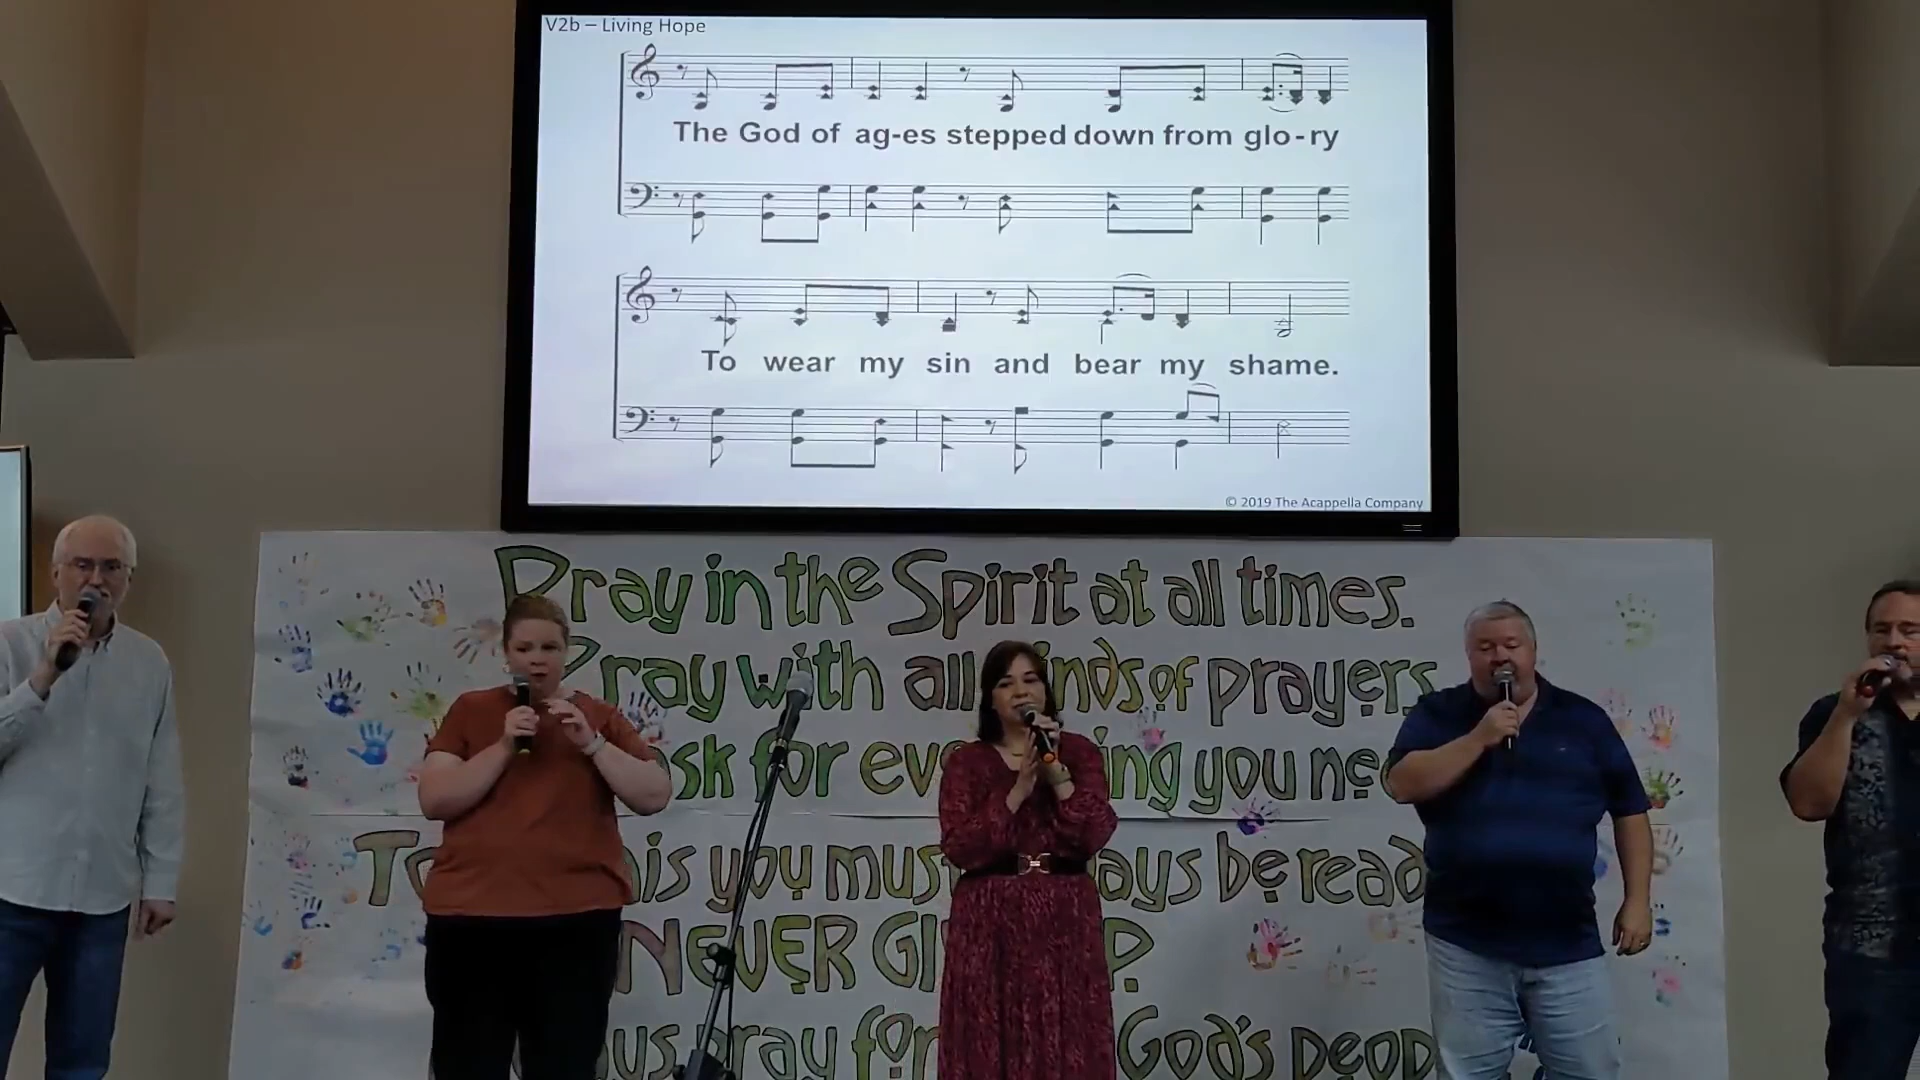 V2b – Living Hope
The God of ag-es stepped down from glo-ry
To wear my sin and bear my shame.
© 2019 The Acappella Company
Pray in the Spirit at all times.
Pray with all of prayers
for you
you be
NEVER
pray for God's